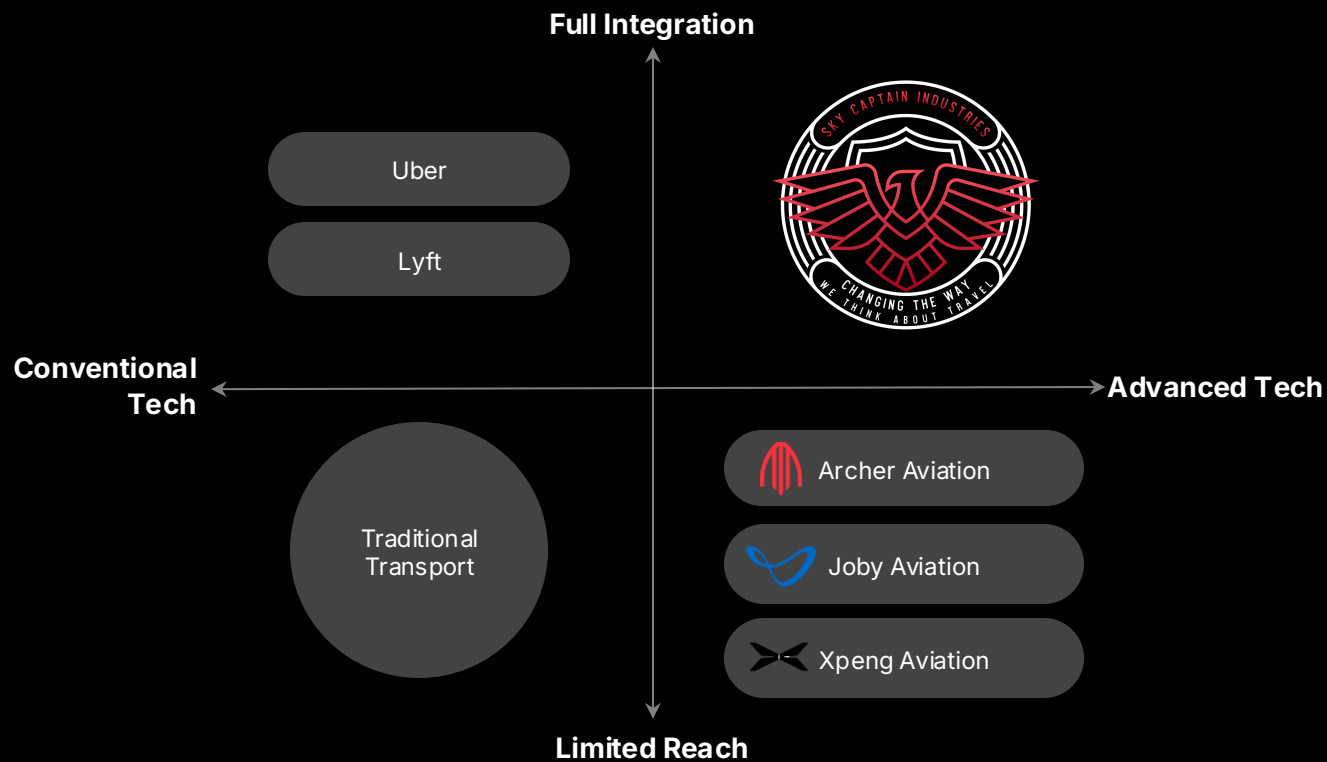 Full Integration
SKY CAPTAIN INDUSTRIES
Uber
Lyft
CHANGING THE WAY
WE THINK ABOUT TRAVEL
Conventional
Tech
Advanced Tech
Archer Aviation
Traditional
Transport
Joby Aviation
Xpeng Aviation
Limited Reach